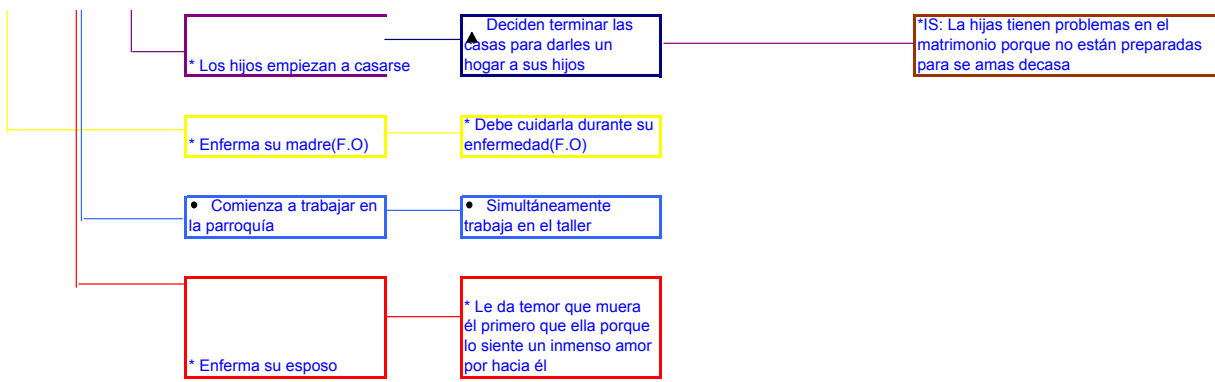 * Los hijos empiezan a casarse
▲ Deciden terminar las
casas para darles un
hogar a sus hijos
*IS: La hijas tienen problemas en el
matrimonio porque no están preparadas
para se amas decasa
* Enferma su madre(F.O)
* Debe cuidarla durante su
enfermedad(F.O)
● Comienza a trabajar en
la parroquía
● Simultáneamente
trabaja en el taller
* Enferma su esposo
* Le da temor que muera
él primero que ella porque
lo siente un inmenso amor
por hacia él